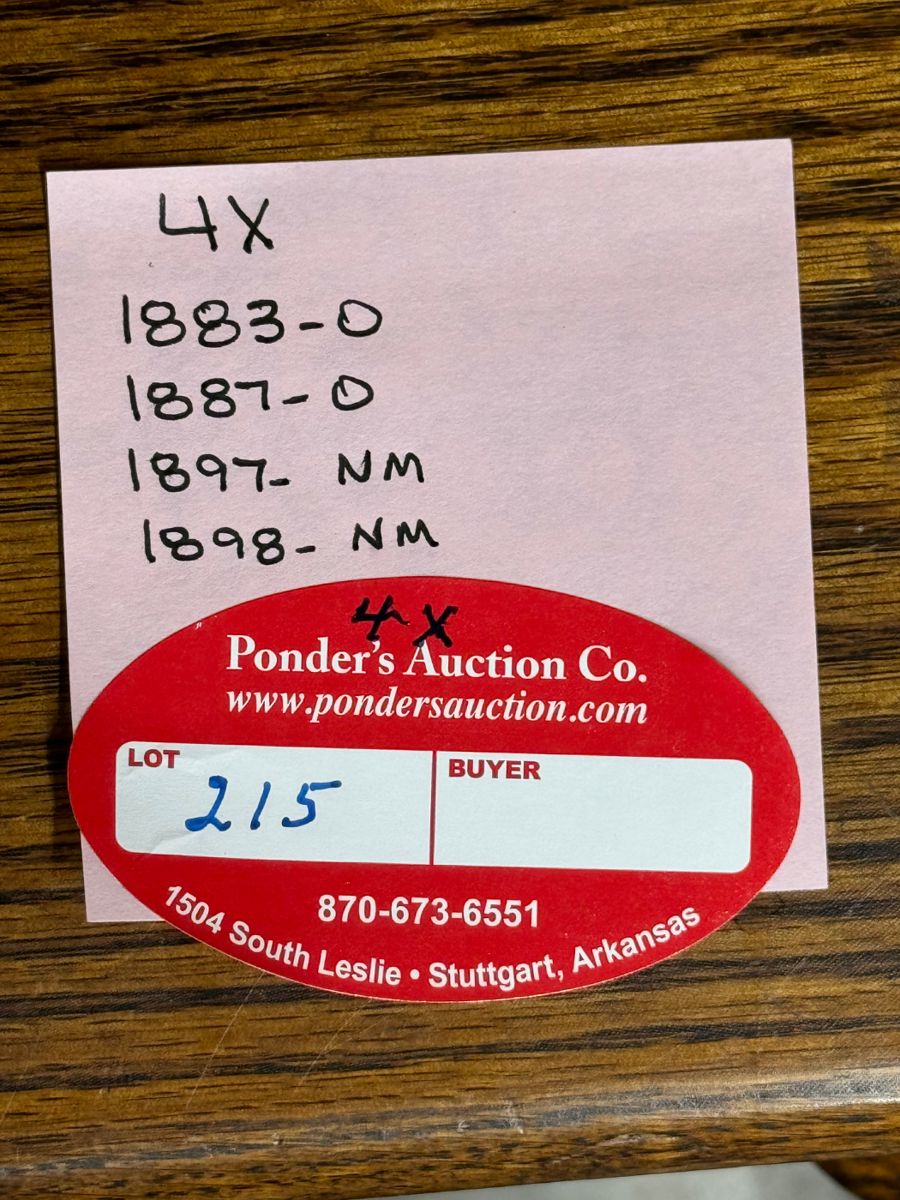 4X
1883-O
1887-O
1897- NM
1898- NM
4X
Ponder's Auction Co.
www.pondersauction.com
LOT
215
BUYER
870-673-6551
1504 South Leslie • Stuttgart, Arkansas